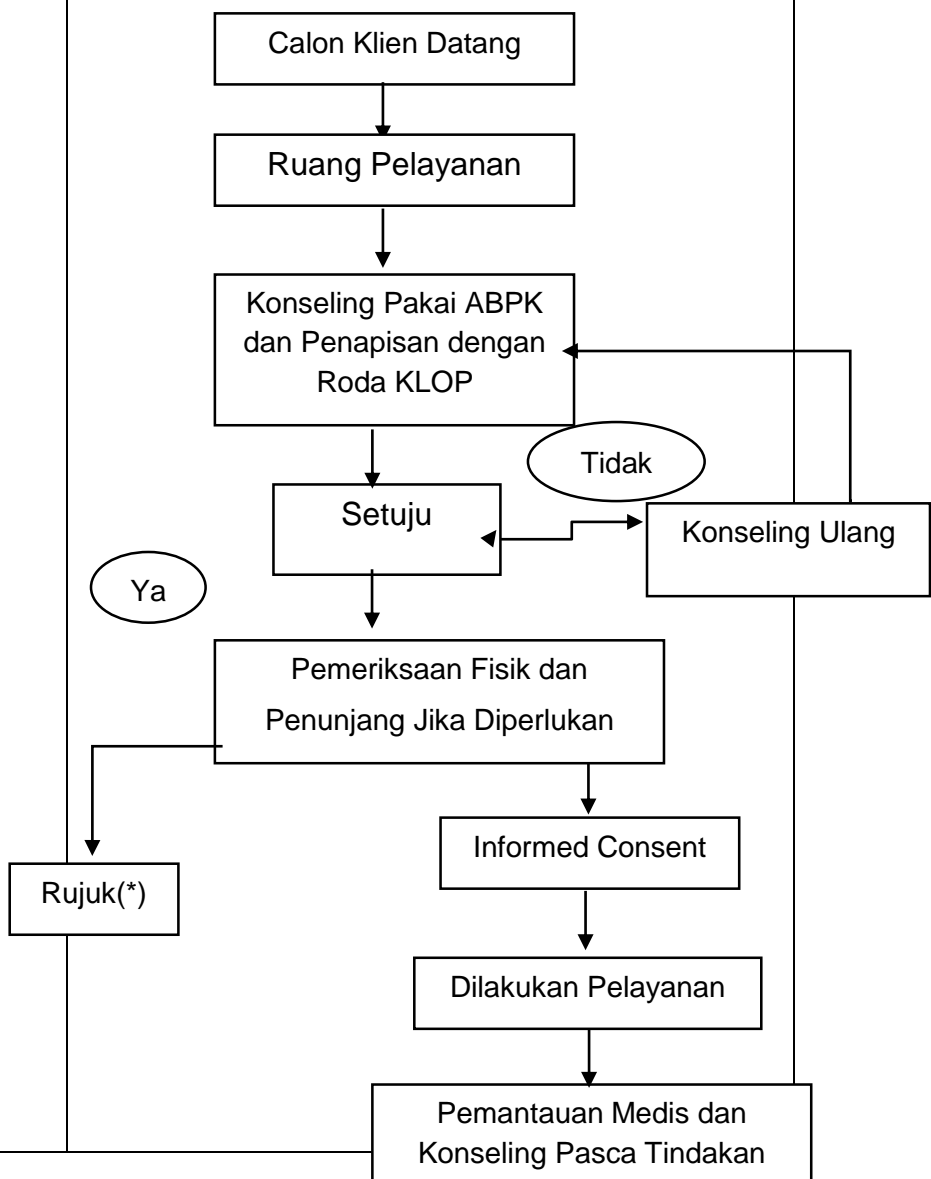 Calon Klien Datang
Ruang Pelayanan
Konseling Pakai ABPK
dan Penapisan dengan
Roda KLOP
Tidak
Setuju
Konseling Ulang
Ya
Pemeriksaan Fisik dan
Penunjang Jika Diperlukan
Informed Consent
Rujuk(*)
Dilakukan Pelayanan
Pemantauan Medis dan
Konseling Pasca Tindakan